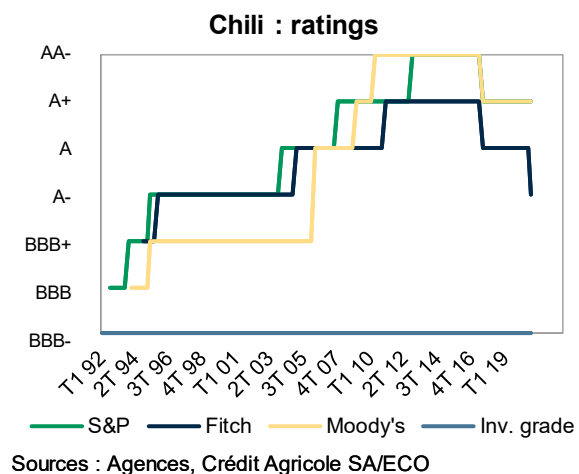 Chili : ratings
AA-
A+
A
A-
BBB+
BBB
BBB-
T1 92
2T 94
3T 96
4T 98
T1 01
2T 03
3T 05
4T 07
T1 10
2T 12
3T 14
4T 16
T1 19
S&P Fitch Moody's Inv. grade
Sources : Agences, Crédit Agricole SA/ECO